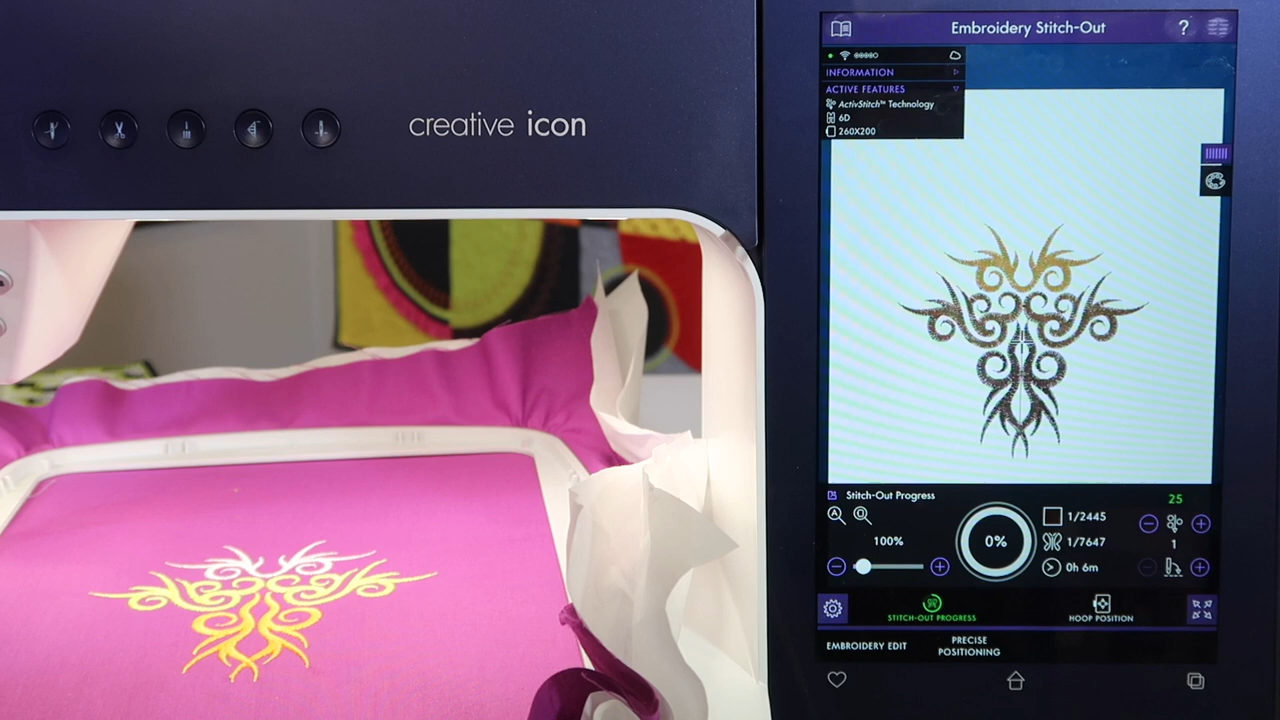 creative icon
Embroidery Stitch-Out
?
INFORMATION
ACTIVE FEATURES
ActivStitch™ Technology
6D
260X200
Stitch-Out Progress
25
1/2445
100%
0%
1/7647
1
0h 6m
STITCH-OUT PROGRESS
HOOP POSITION
EMBROIDERY EDIT
PRECISE
POSITIONING